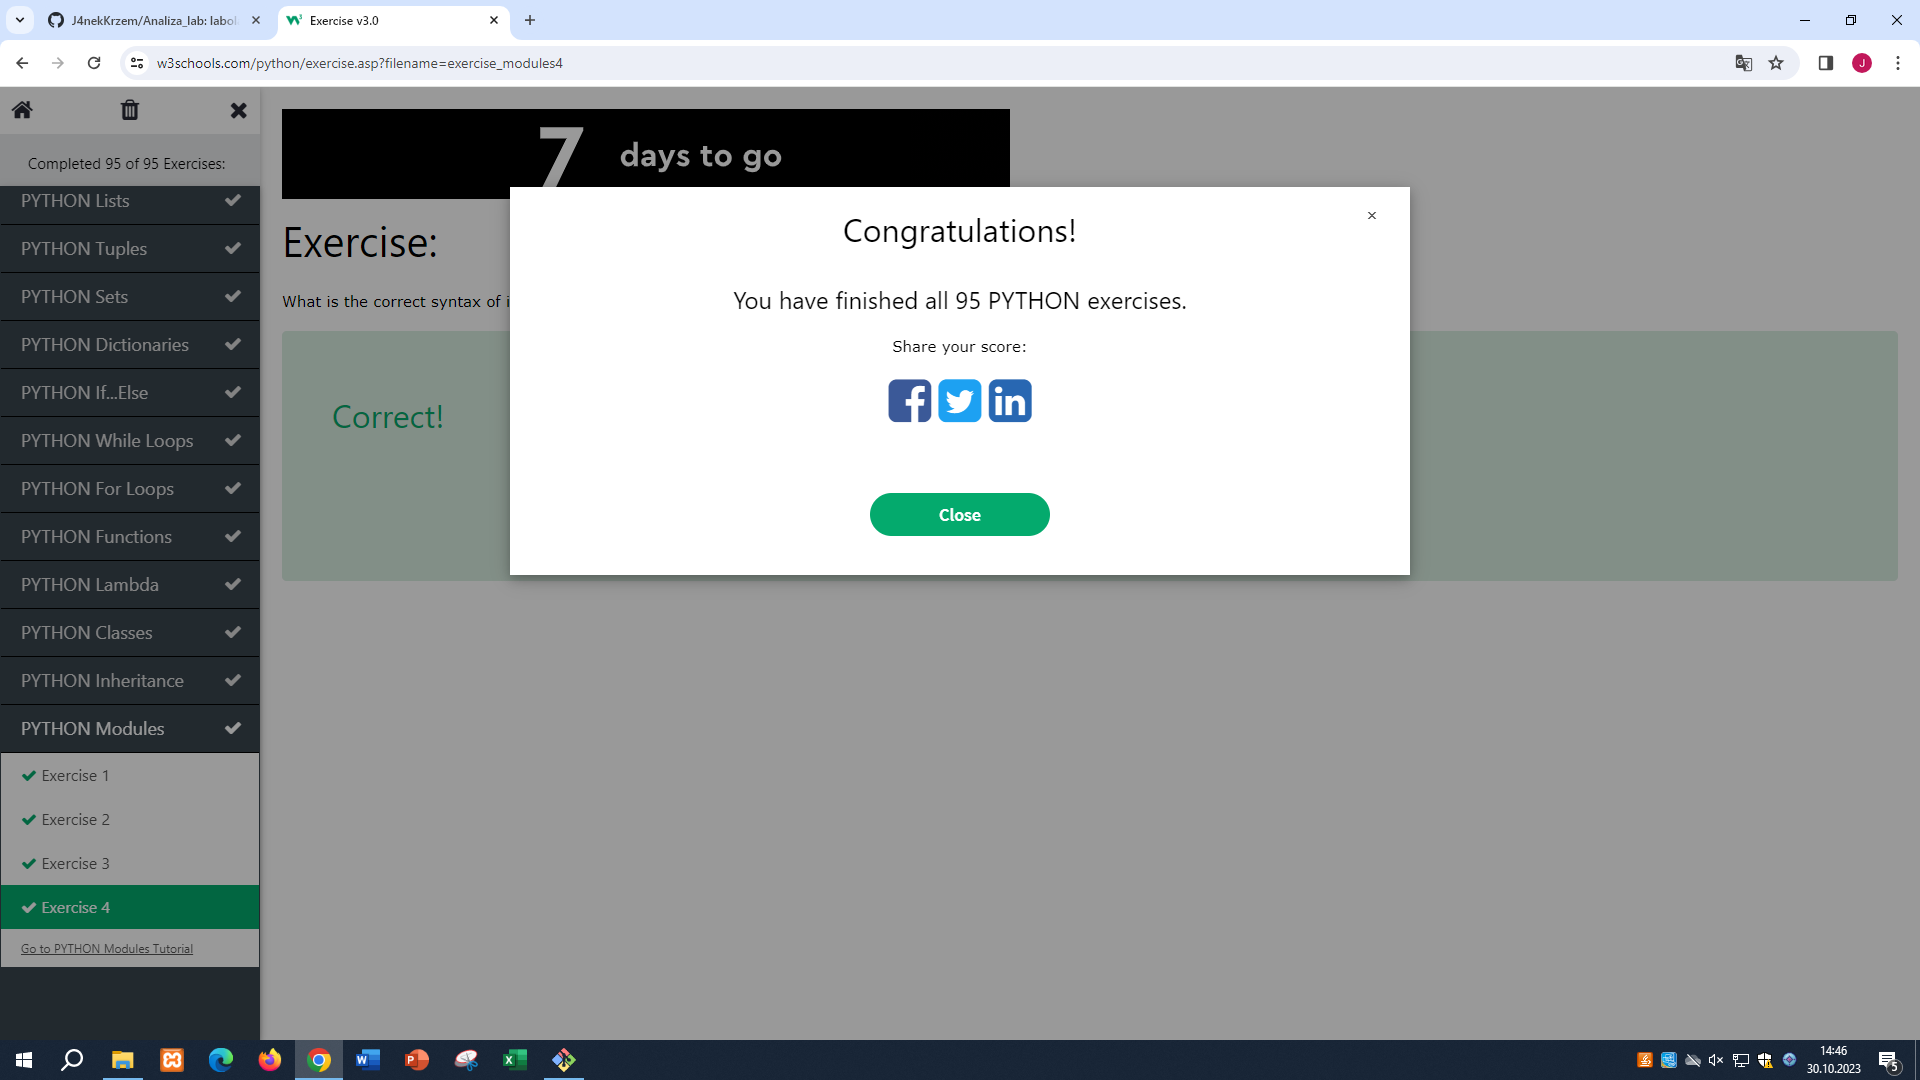 J4nekKrzem/Analiza_lab: labol
Exercise v3.0
w3schools.com/python/exercise.asp?filename=exercise_modules4
J
Completed 95 of 95 Exercises:
PYTHON Lists
PYTHON Tuples
PYTHON Sets
PYTHON Dictionaries
PYTHON If...Else
PYTHON While Loops
PYTHON For Loops
PYTHON Functions
PYTHON Lambda
PYTHON Classes
PYTHON Inheritance
PYTHON Modules
Exercise 1
Exercise 2
Exercise 3
Exercise 4
Go to PYTHON Modules Tutorial
7 days to go
Exercise:
What is the correct syntax of i
Correct!
Congratulations!
×
You have finished all 95 PYTHON exercises.
Share your score:
Close
14:46
30.10.2023
5